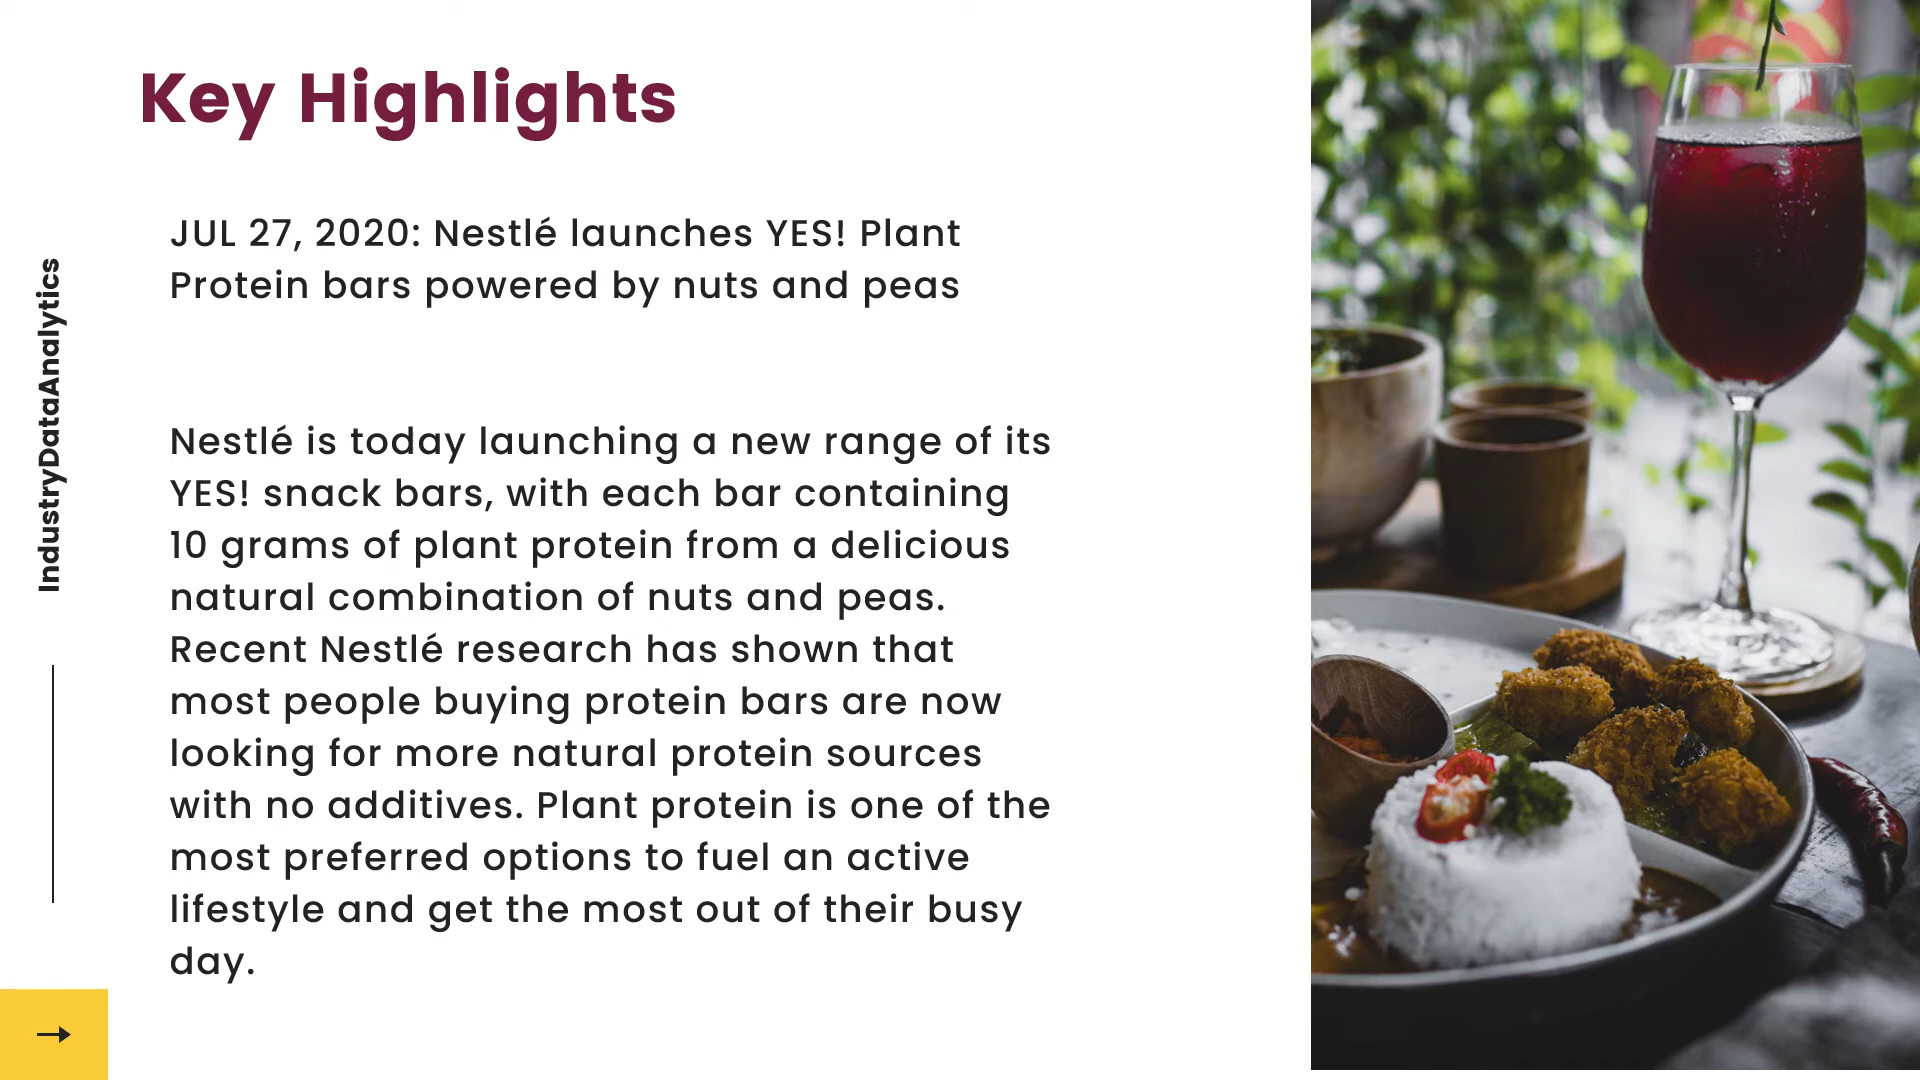 Key Highlights
JUL 27, 2020: Nestlé launches YES! Plant
Protein bars powered by nuts and peas
Nestlé is today launching a new range of its
YES! snack bars, with each bar containing
10 grams of plant protein from a delicious
natural combination of nuts and peas.
Recent Nestlé research has shown that
most people buying protein bars are now
looking for more natural protein sources
with no additives. Plant protein is one of the
most preferred options to fuel an active
lifestyle and get the most out of their busy
day.
IndustryDataAnalytics